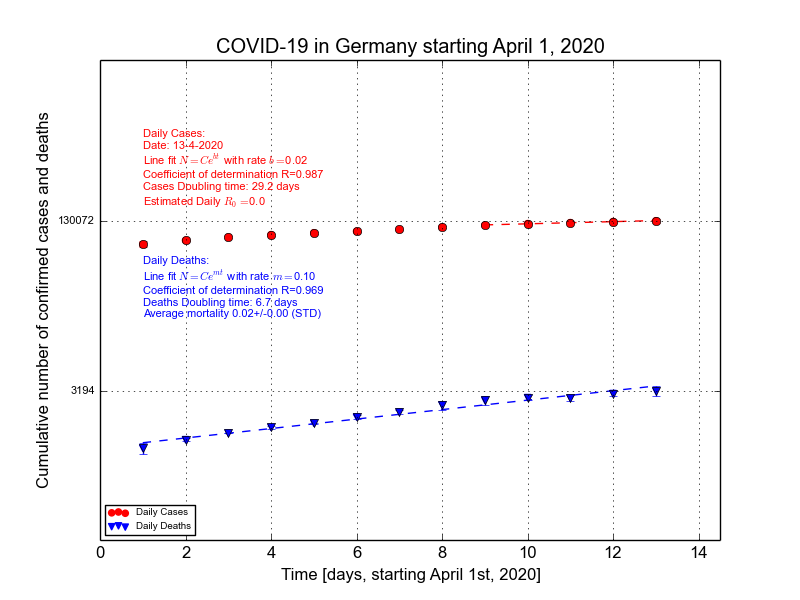 COVID-19 in Germany starting April 1, 2020
Cumulative number of confirmed cases and deaths
Daily Cases:
Date: 13-4-2020
Line fit N=Ce^{bt} with rate b=0.02
Coefficient of determination R=0.987
Cases Doubling time: 29.2 days
Estimated Daily R_0=0.0
130072
Daily Deaths:
Line fit N=Ce^{mt} with rate m=0.10
Coefficient of determination R=0.969
Deaths Doubling time: 6.7 days
Average mortality 0.02+/-0.00 (STD)
3194
Daily Cases
Daily Deaths
0 2 4 6 8 10 12 14
Time [days, starting April 1st, 2020]